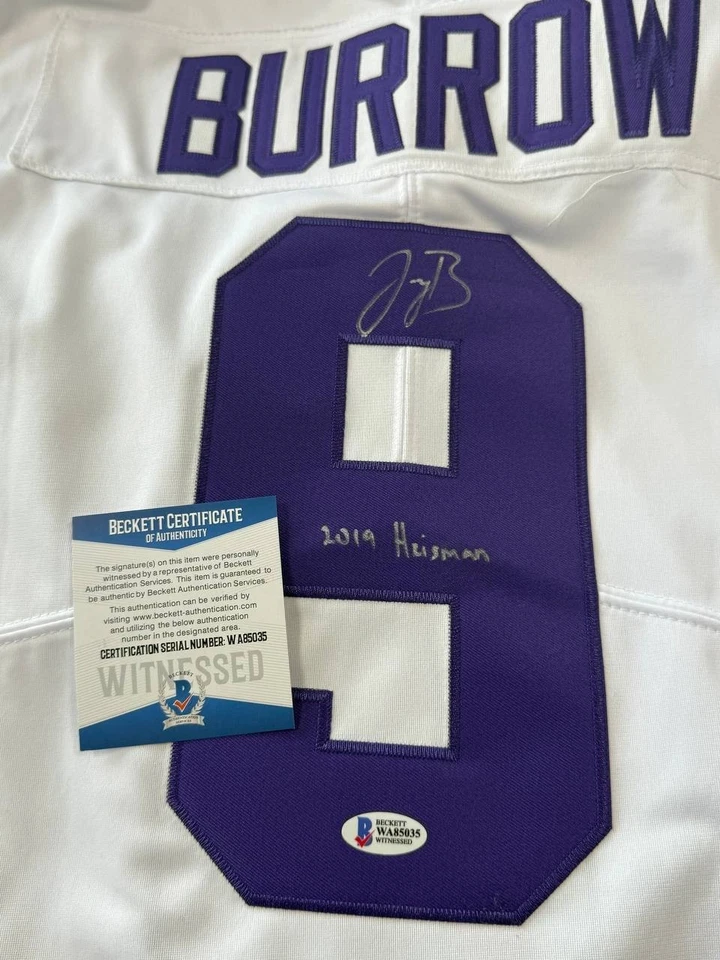 BURROW
9
JoeyB
2019 Heisman
BECKETT CERTIFICATE
OF AUTHENTICITY
The signature(s) on this item were personally
witnessed by a representative of Beckett
Authentication Services. This item is guaranteed to
be authentic by Beckett Authentication Services.
This authentication can be verified by
visiting www.beckett-authentication.com
and utilizing the below authentication
number in the designated area.
CERTIFICATION SERIAL NUMBER: WA85035
WITNESSED
BECKETT
B
BECKETT
B WA85035
WITNESSED